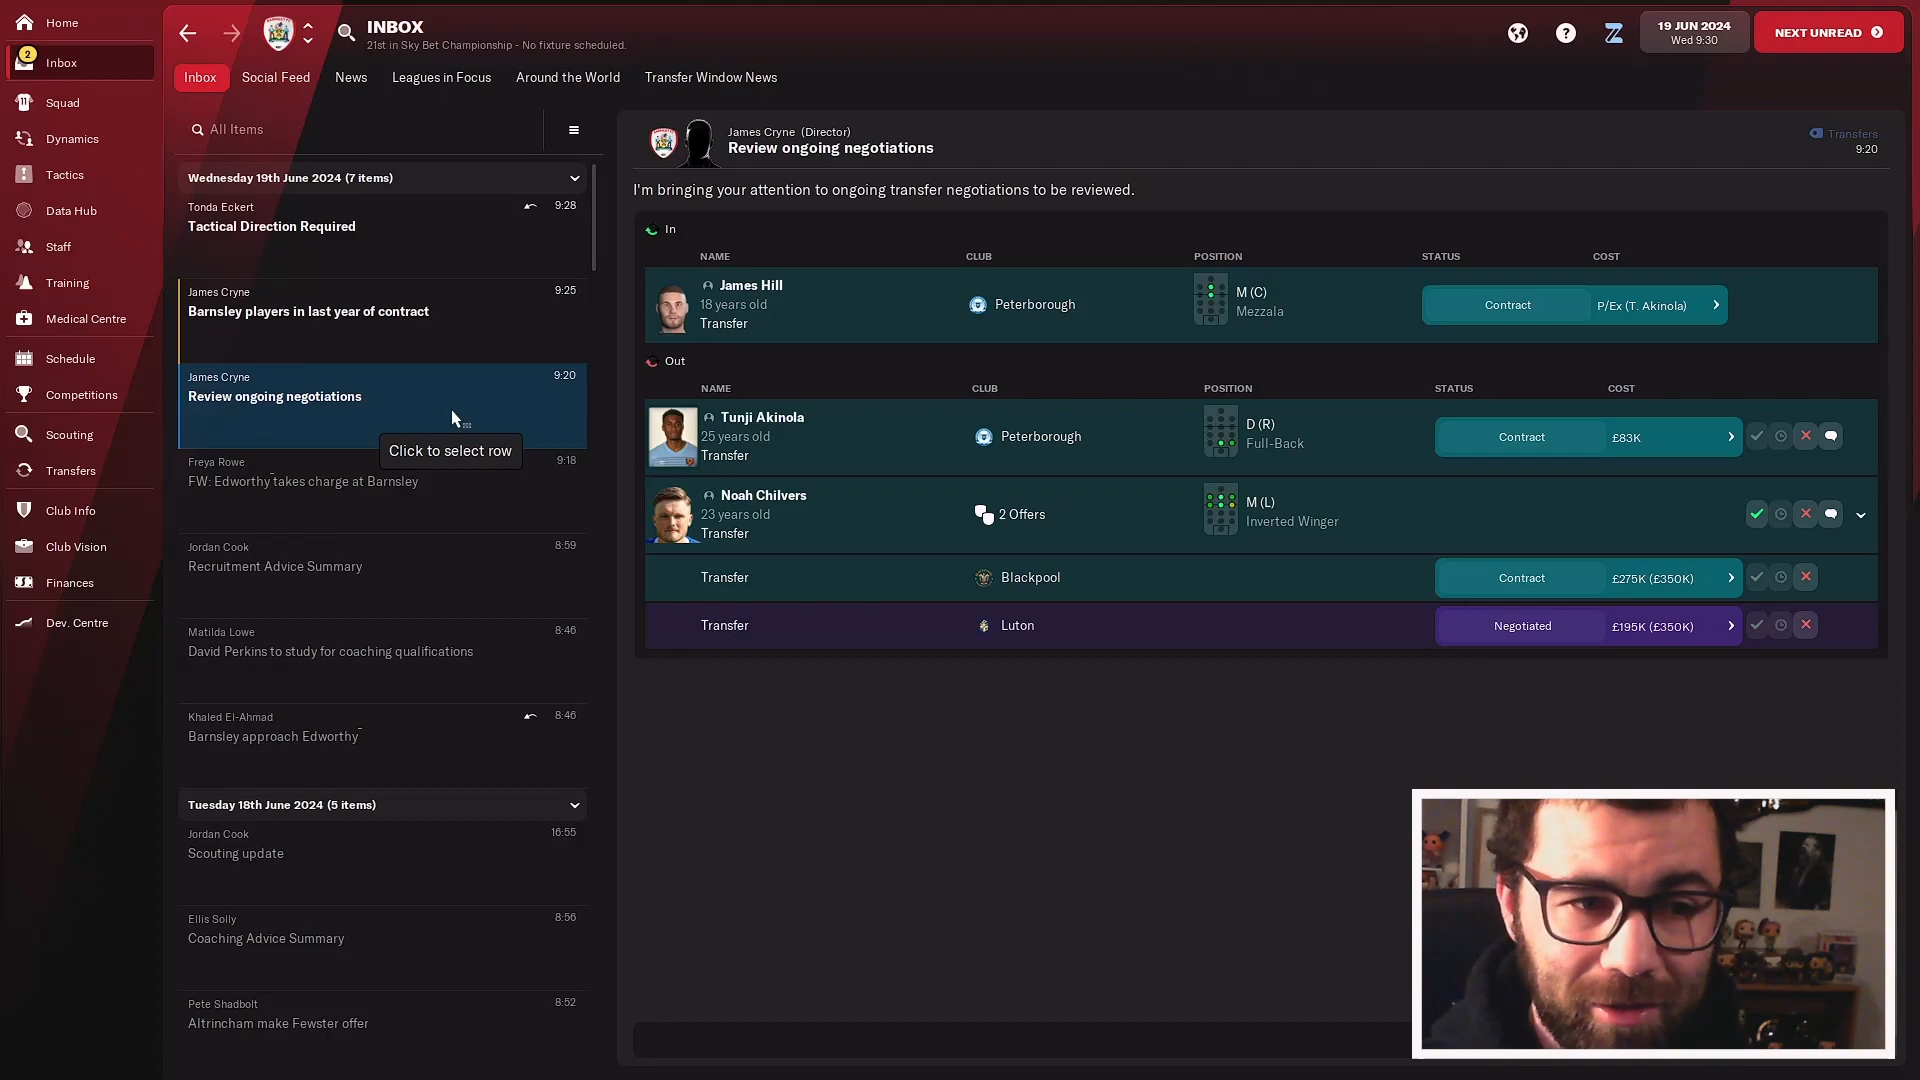 Home
2
Inbox
Squad
Dynamics
Tactics
Data Hub
Staff
Training
Medical Centre
Schedule
Competitions
Scouting
Transfers
Club Info
Club Vision
Finances
Dev. Centre
INBOX
21st in Sky Bet Championship - No fixture scheduled.
19 JUN 2024
Wed 9:30
NEXT UNREAD
Inbox Social Feed News Leagues in Focus Around the World Transfer Window News
All Items
Wednesday 19th June 2024 (7 items)
Tonda Eckert 9:28
Tactical Direction Required
James Cryne 9:25
Barnsley players in last year of contract
James Cryne 9:20
Review ongoing negotiations
Click to select row
Freya Rowe 9:18
FW: Edworthy takes charge at Barnsley
Jordan Cook 8:59
Recruitment Advice Summary
Matilda Lowe 8:46
David Perkins to study for coaching qualifications
Khaled El-Ahmad 8:46
Barnsley approach Edworthy
Tuesday 18th June 2024 (5 items)
Jordan Cook 16:55
Scouting update
Ellis Solly 8:56
Coaching Advice Summary
Pete Shadbolt 8:52
Altrincham make Fewster offer
James Cryne (Director)
Review ongoing negotiations
Transfers
9:20
I'm bringing your attention to ongoing transfer negotiations to be reviewed.
In
NAME CLUB POSITION STATUS COST
James Hill
18 years old
Transfer
Peterborough
M (C)
Mezzala
Contract P/Ex (T. Akinola)
Out
NAME CLUB POSITION STATUS COST
Tunji Akinola
25 years old
Transfer
Peterborough
D (R)
Full-Back
Contract £83K
Noah Chilvers
23 years old
Transfer
2 Offers
M (L)
Inverted Winger
Transfer Blackpool Contract £275K (£350K)
Transfer Luton Negotiated £195K (£350K)